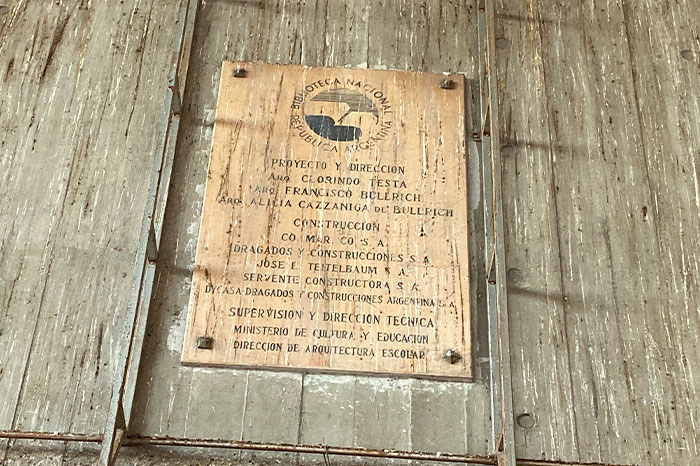 BIBLIOTECA NACIONAL
REPUBLICA ARGENTINA
PROYECTO Y DIRECCION
ARQ. CLORINDO TESTA
ARQ. FRANCISCO BULLRICH
ARQ. ALICIA CAZZANIGA DE BULLRICH
CONSTRUCCION
CO.MAR.CO S.A.
DRAGADOS Y CONSTRUCCIONES S.A.
JOSE E. TEITELBAUM S.A.
SERVENTE CONSTRUCTORA S.A.
DYCASA DRAGADOS Y CONSTRUCCIONES ARGENTINA S.A.
SUPERVISION Y DIRECCION TECNICA
MINISTERIO DE CULTURA Y EDUCACION
DIRECCION DE ARQUITECTURA ESCOLAR